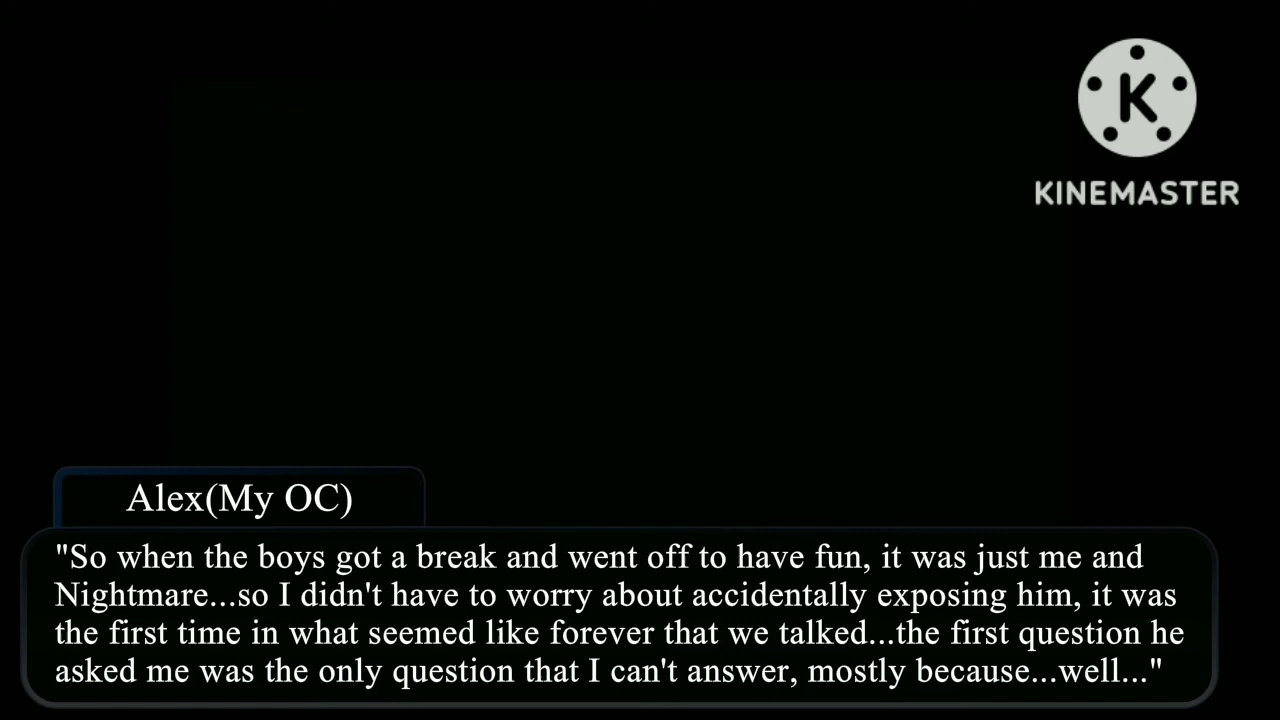 K
KINEMASTER
Alex(My OC)
"So when the boys got a break and went off to have fun, it was just me and
Nightmare...so I didn't have to worry about accidentally exposing him, it was
the first time in what seemed like forever that we talked...the first question he
asked me was the only question that I can't answer, mostly because...well..."